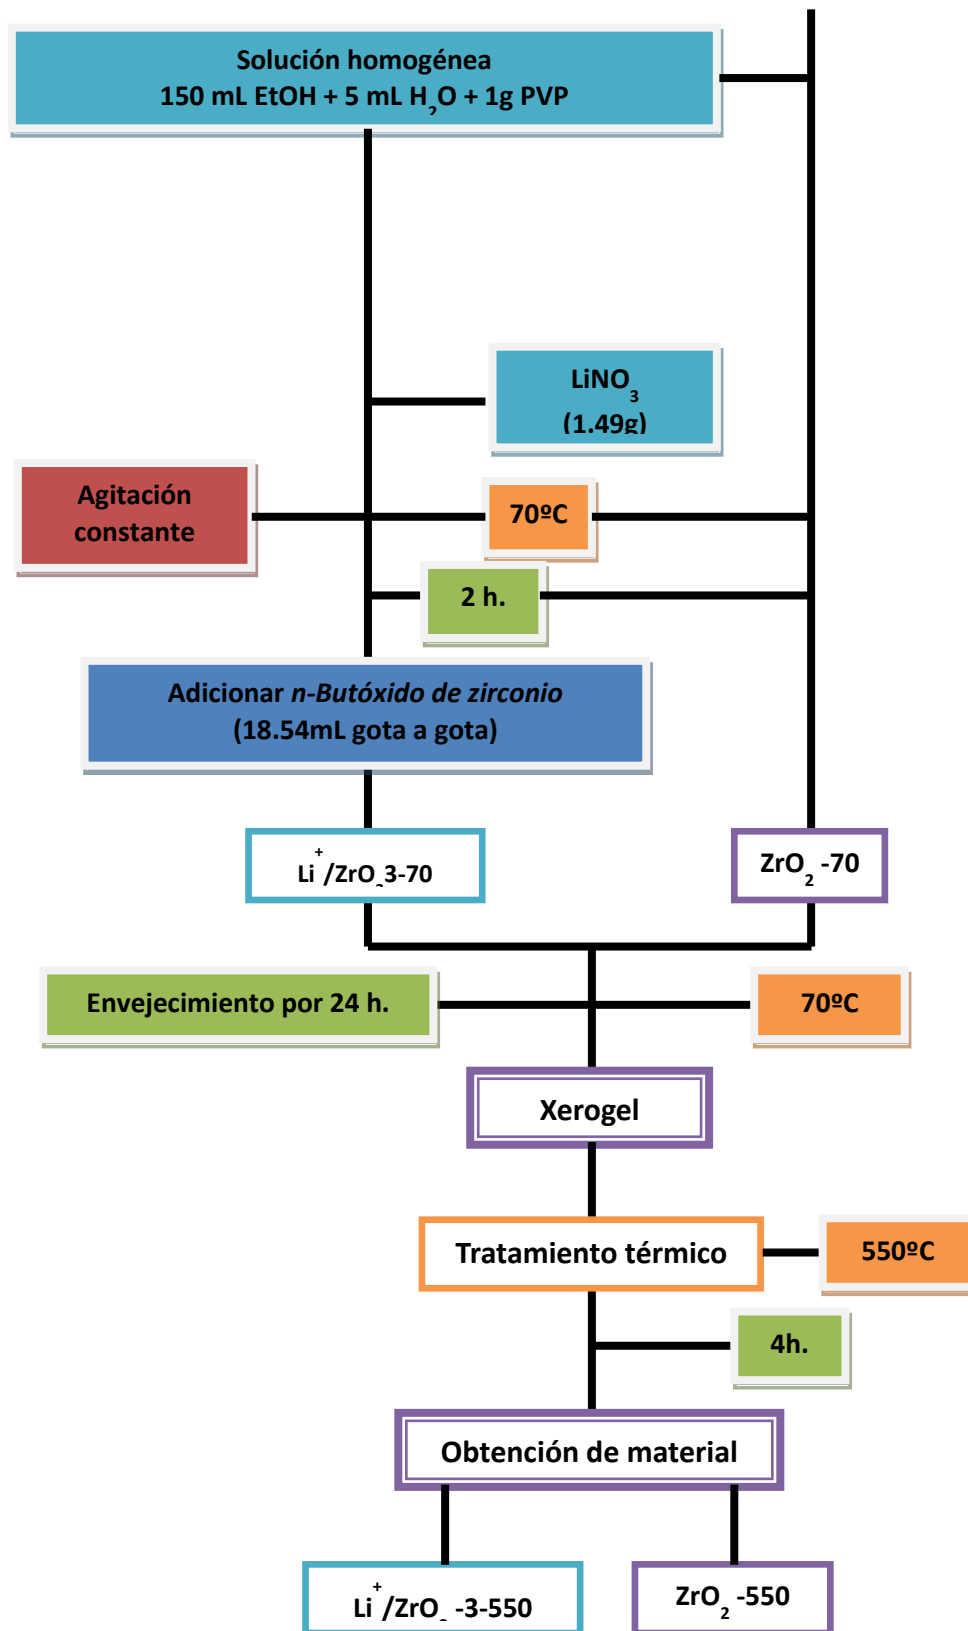 Solución homogénea
150 mL EtOH + 5 mL H₂O + 1g PVP
LiNO₃
(1.49g)
Agitación
constante
70ºC
2 h.
Adicionar n-Butóxido de zirconio
(18.54mL gota a gota)
Li⁺/ZrO₂3-70
ZrO₂ -70
Envejecimiento por 24 h.
70ºC
Xerogel
Tratamiento térmico
550ºC
4h.
Obtención de material
Li⁺/ZrO₂ -3-550
ZrO₂ -550